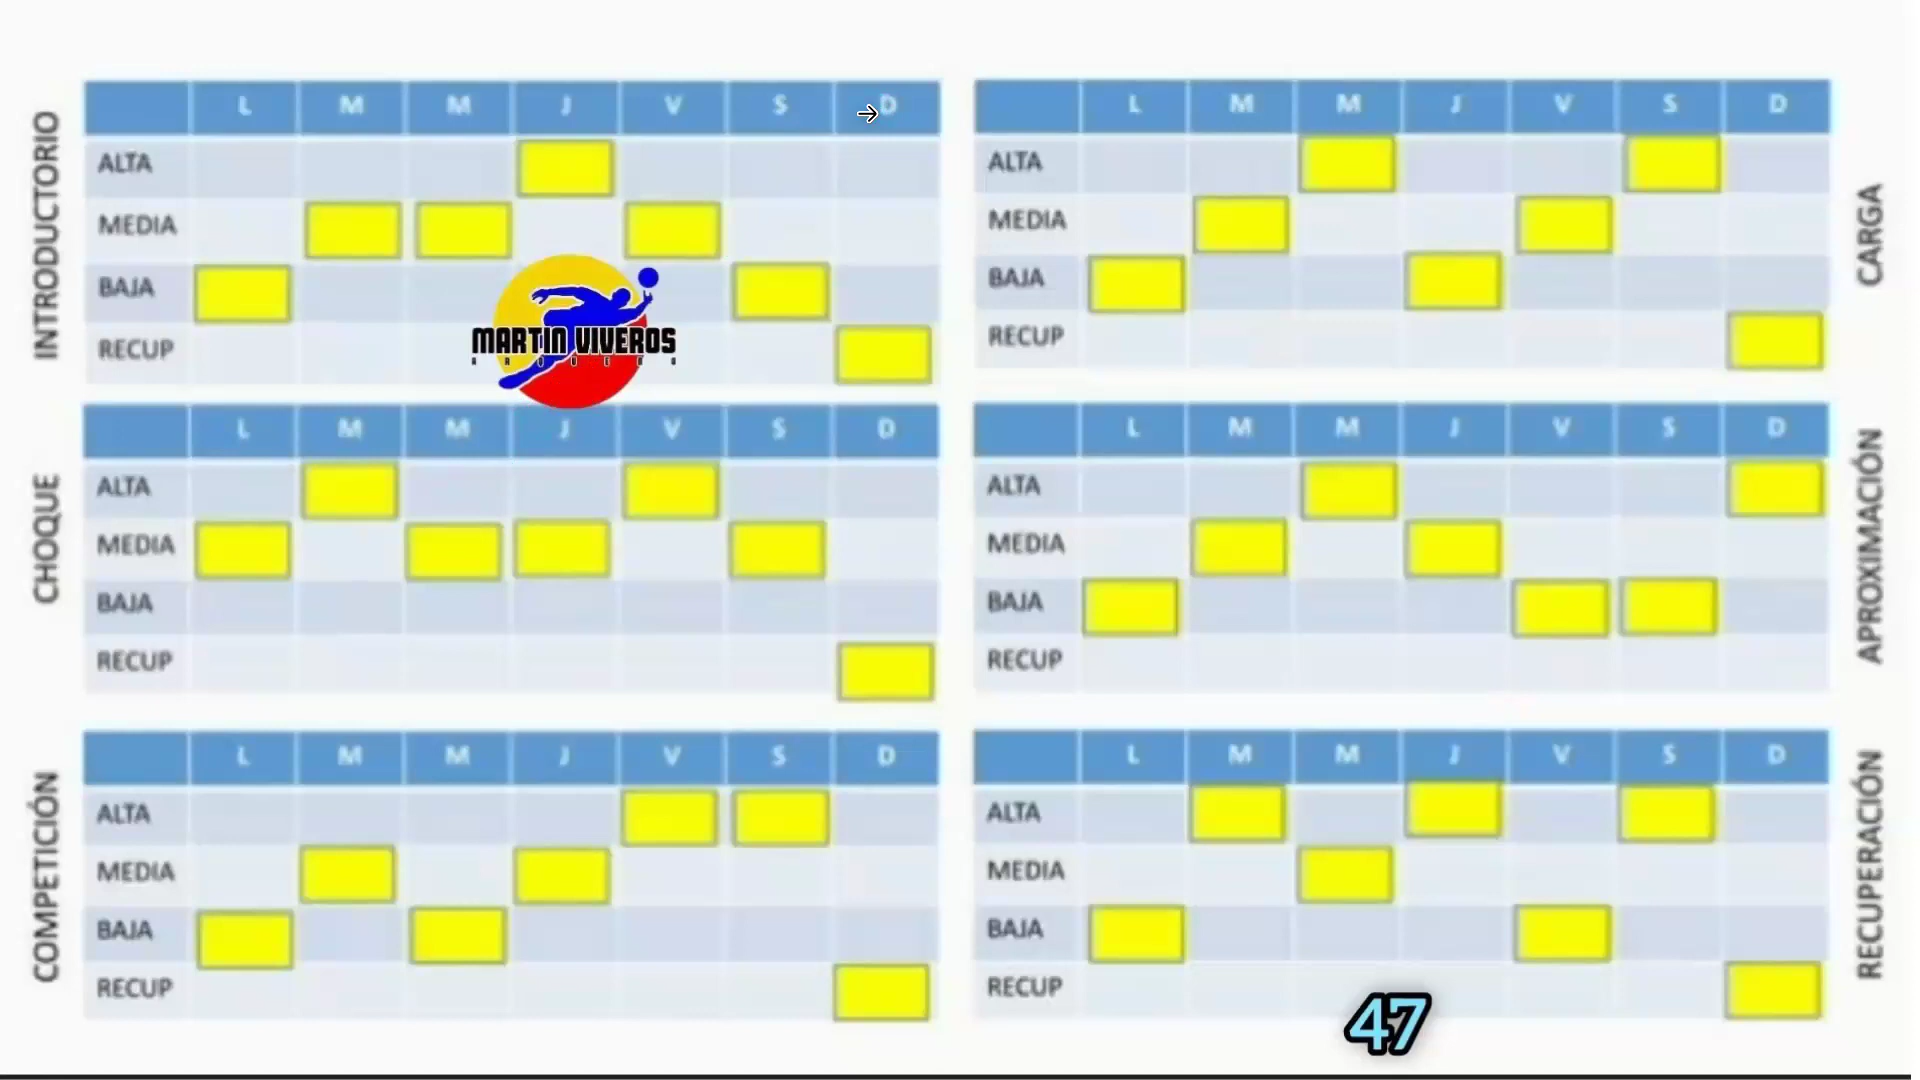 INTRODUCTORIO
L M M J V S D
ALTA
MEDIA
BAJA
RECUP
CARGA
L M M J V S D
ALTA
MEDIA
BAJA
RECUP
MARTIN VIVEROS
CHOQUE
L M M J V S D
ALTA
MEDIA
BAJA
RECUP
APROXIMACIÓN
L M M J V S D
ALTA
MEDIA
BAJA
RECUP
COMPETICIÓN
L M M J V S D
ALTA
MEDIA
BAJA
RECUP
RECUPERACIÓN
L M M J V S D
ALTA
MEDIA
BAJA
RECUP
47